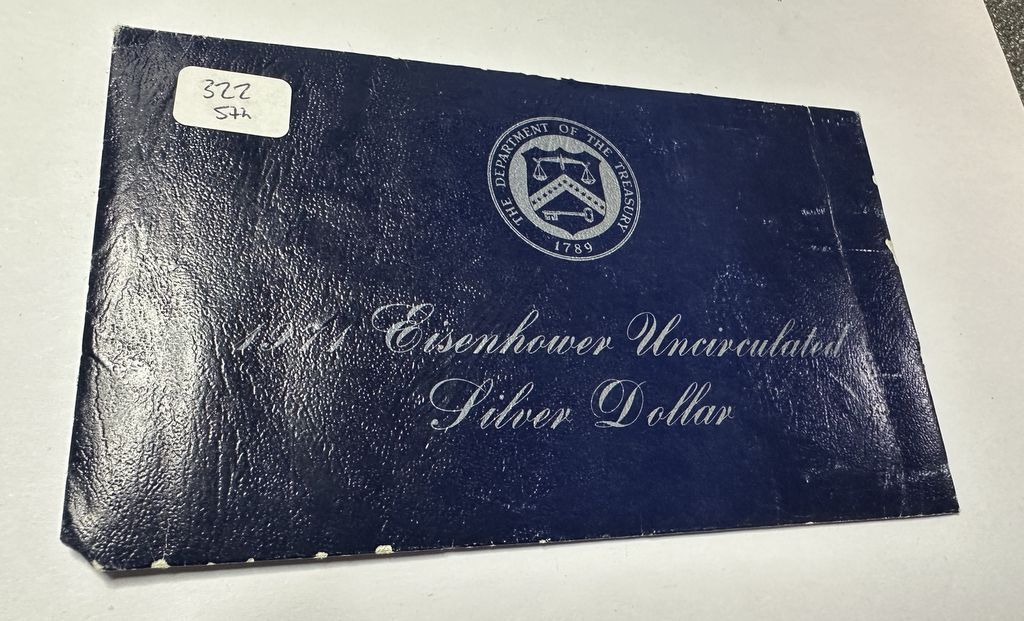 322
5th
THE DEPARTMENT OF THE TREASURY
1789
1971 Eisenhower Uncirculated
Silver Dollar